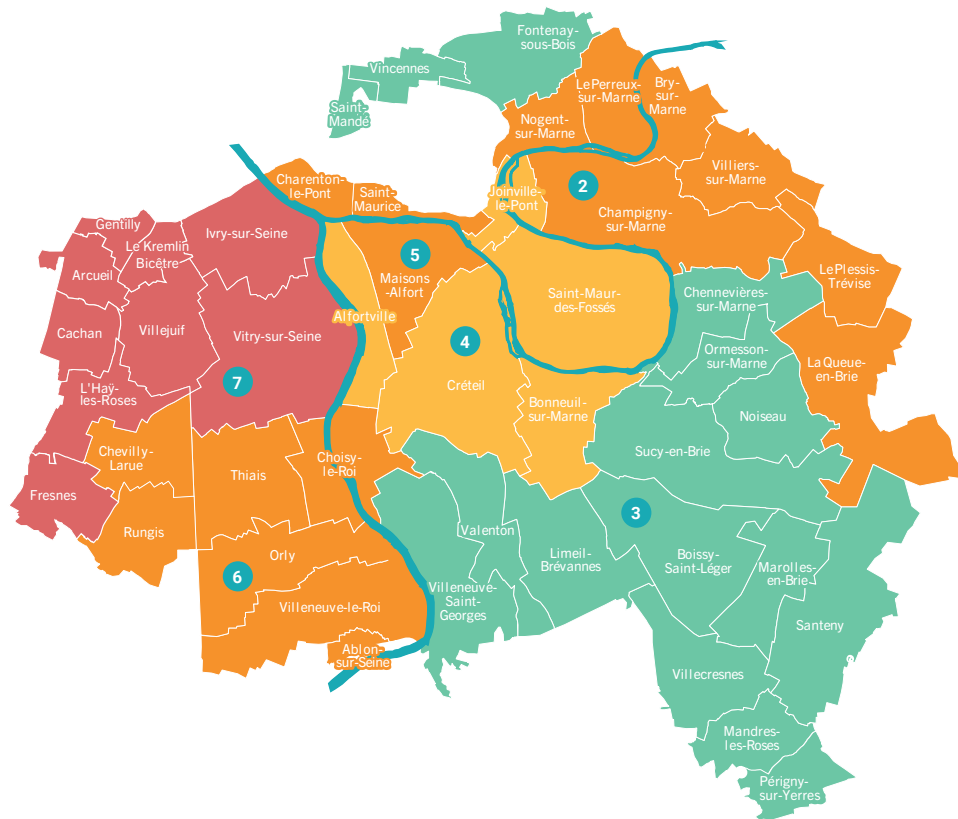 Fontenay-
sous-Bois
Vincennes
Saint-
Mandé
Le Perreux-
sur-Marne
Bry-
sur-
Marne
Nogent-
sur-Marne
Villiers-
sur-Marne
Charenton-
le-Pont
Saint-
Maurice
Joinville-
le-Pont
2
Champigny-
sur-Marne
Gentilly
Ivry-sur-Seine
Le Kremlin
Bicêtre
Arcueil
5
Maisons
-Alfort
Le Plessis-
Trévise
Chennevières-
sur-Marne
Saint-Maur-
des-Fossés
Alfortville
Cachan
Villejuif
Vitry-sur-Seine
4
Créteil
Ormesson-
sur-Marne
La Queue-
en-Brie
7
L'Haÿ-
les-Roses
Bonneuil-
sur-Marne
Noiseau
Chevilly-
Larue
Thiais
Choisy-
le-Roi
Sucy-en-Brie
Fresnes
Rungis
3
Valenton
Orly
Limeil-
Brévannes
Boissy-
Saint-Léger
Marolles-
en-Brie
6
Villeneuve-le-Roi
Villeneuve-
Saint-
Georges
Santeny
Ablon-
sur-Seine
Villecresnes
Mandres-
les-Roses
Périgny-
sur-Yerres